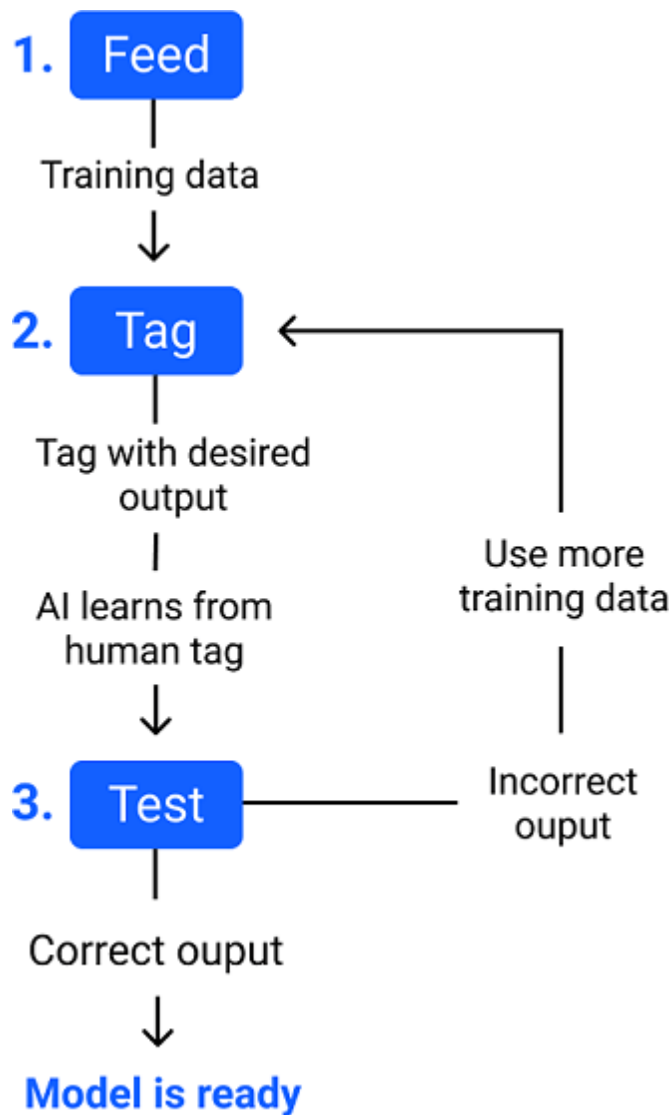 1. Feed
Training data
2. Tag
Tag with desired
output
AI learns from
human tag
Use more
training data
3. Test
Incorrect
ouput
Correct ouput
Model is ready